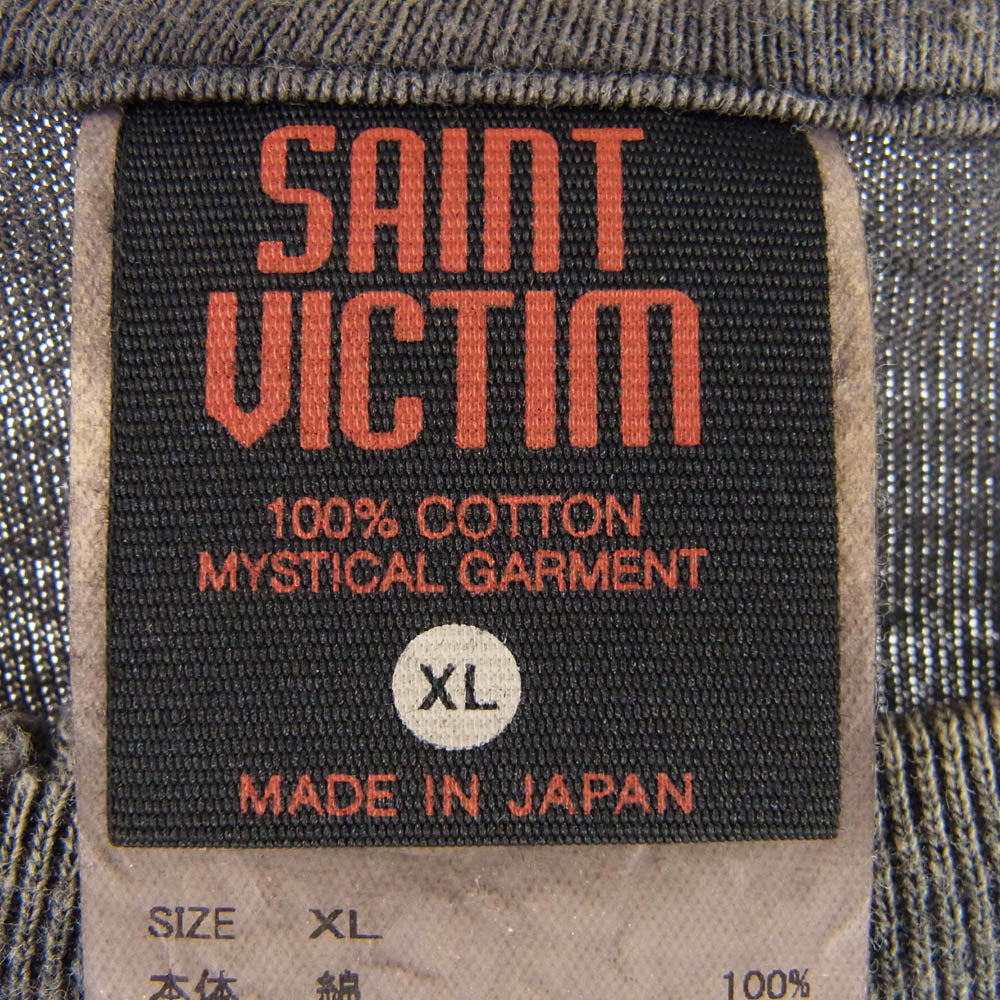 SAINT
VICTIM
100% COTTON
MYSTICAL GARMENT
XL
MADE IN JAPAN
SIZE XL
本体 綿 100%